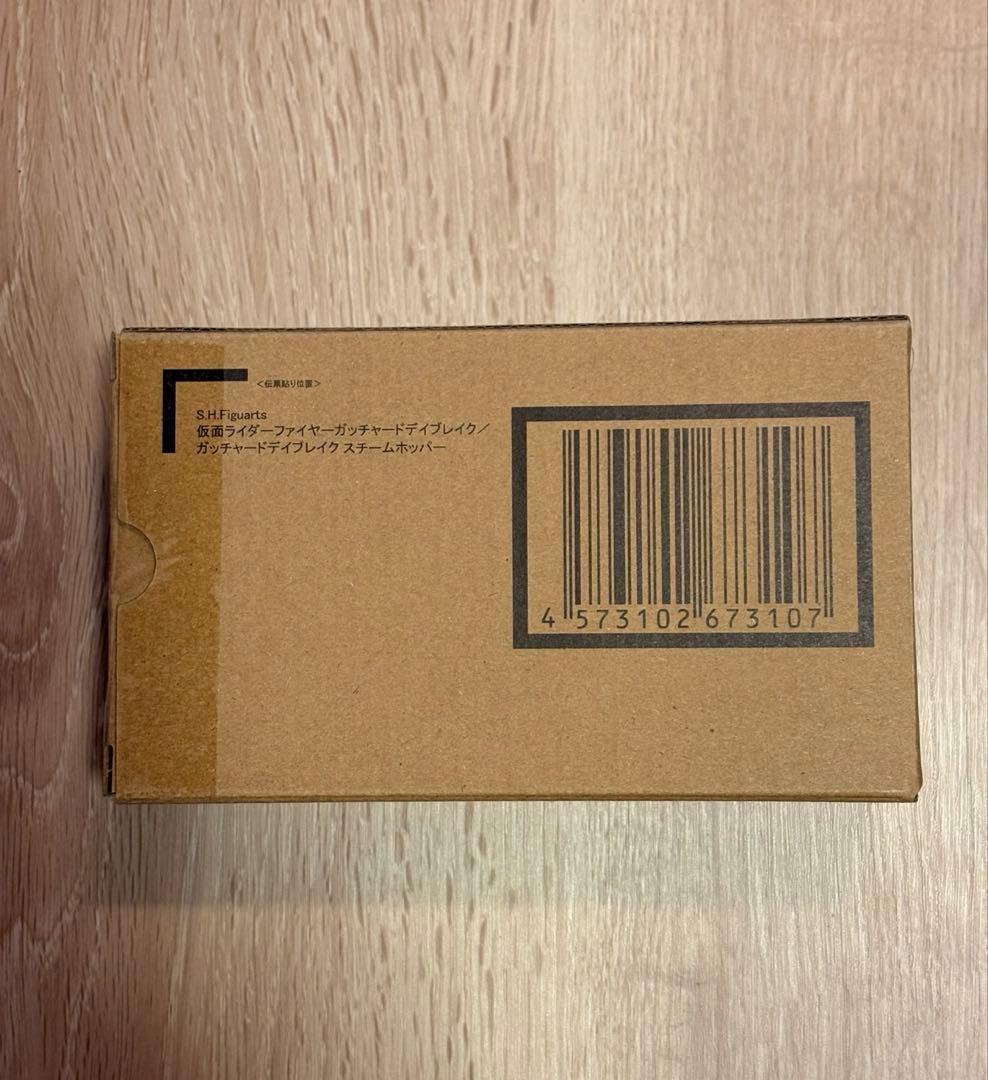 ＜伝票貼り位置＞
S.H.Figuarts
仮面ライダーファイヤーガッチャードデイブレイク／
ガッチャードデイブレイク スチームホッパー
4 573102 673107